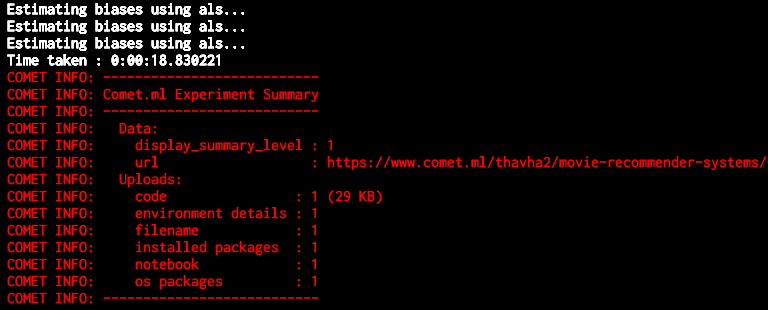 Estimating biases using als...
Estimating biases using als...
Estimating biases using als...
Time taken : 0:00:18.830221
COMET INFO: ---------------------------
COMET INFO: Comet.ml Experiment Summary
COMET INFO: ---------------------------
COMET INFO:   Data:
COMET INFO:     display_summary_level : 1
COMET INFO:     url                   : https://www.comet.ml/thavha2/movie-recommender-systems/
COMET INFO:   Uploads:
COMET INFO:     code                : 1 (29 KB)
COMET INFO:     environment details : 1
COMET INFO:     filename            : 1
COMET INFO:     installed packages  : 1
COMET INFO:     notebook            : 1
COMET INFO:     os packages         : 1
COMET INFO: ---------------------------